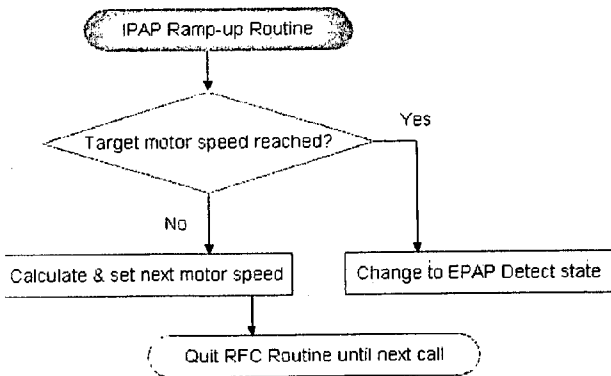 IPAP Ramp-up Routine
Yes
Target motor speed reached?
No
Calculate & set next motor speed
Change to EPAP Detect state
Quit RFC Routine until next call